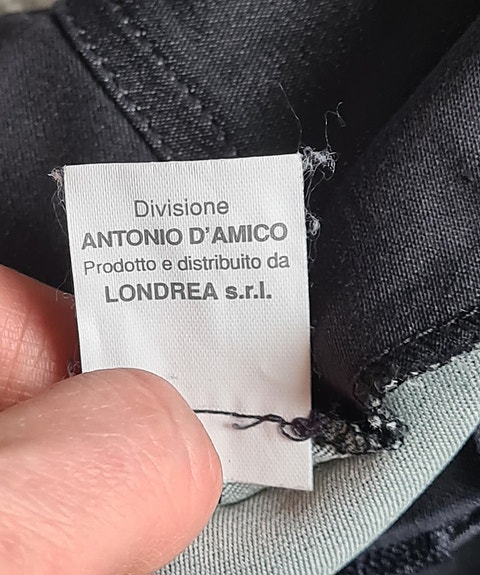 Divisione
ANTONIO D'AMICO
Prodotto e distribuito da
LONDREA s.r.l.